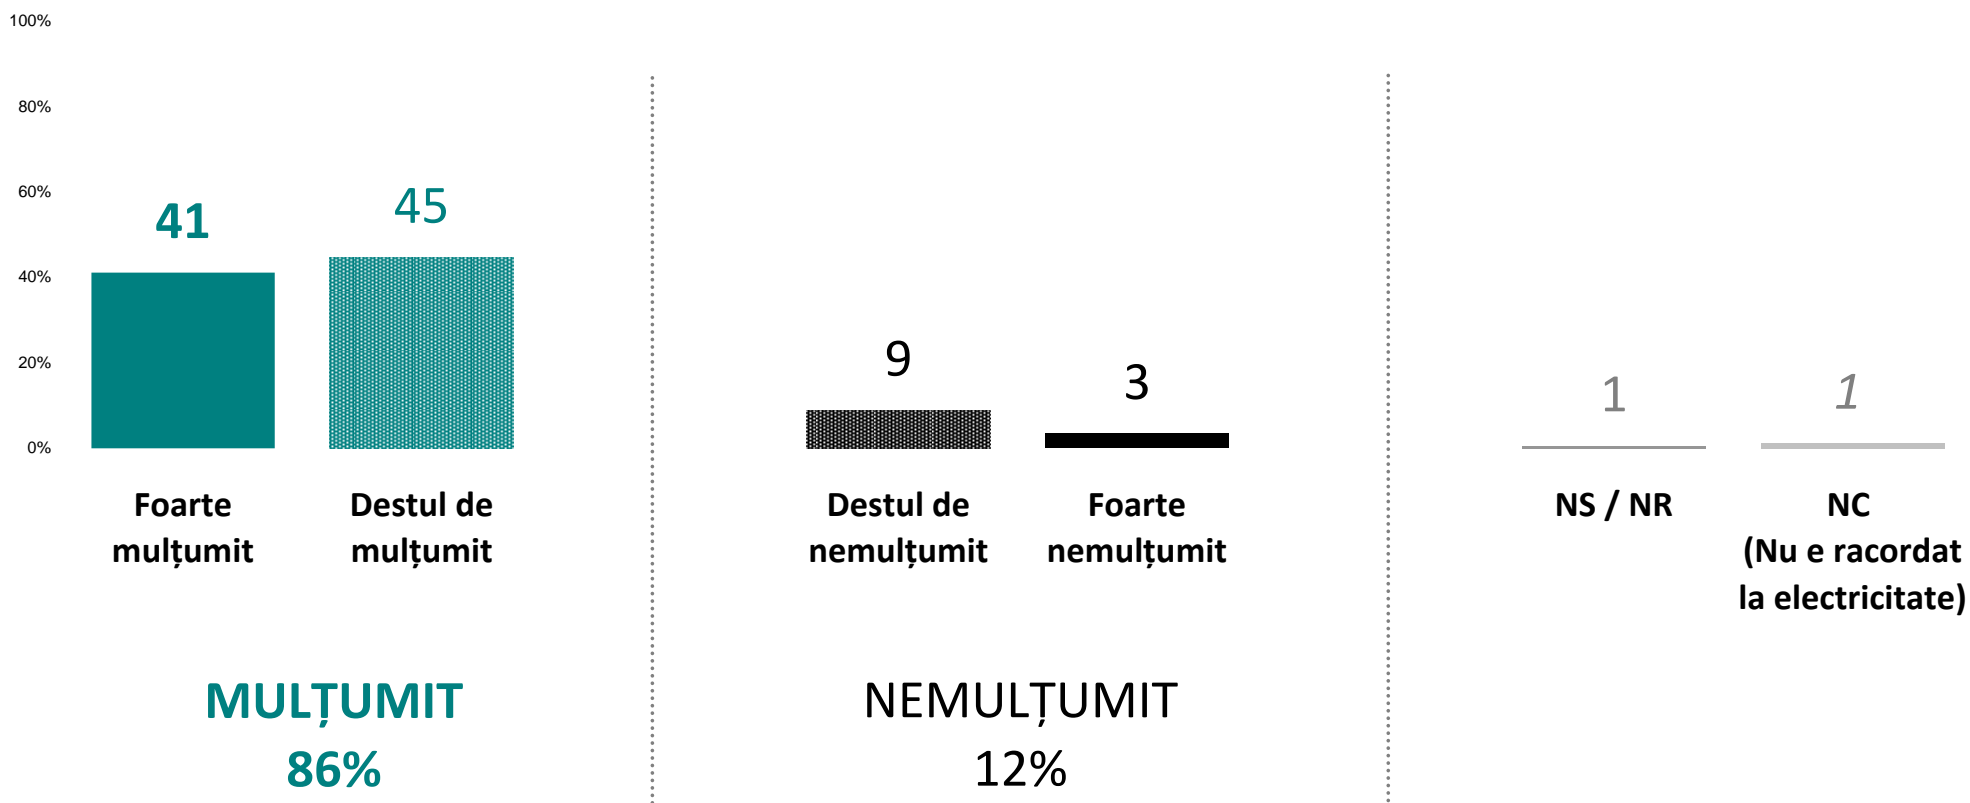 100%
80%
60%
40%
20%
0%
41
45
9
3
1
1
Foarte
mulțumit
Destul de
mulțumit
Destul de
nemulțumit
Foarte
nemulțumit
NS / NR
NC
(Nu e racordat
la electricitate)
MULȚUMIT
86%
NEMULȚUMIT
12%